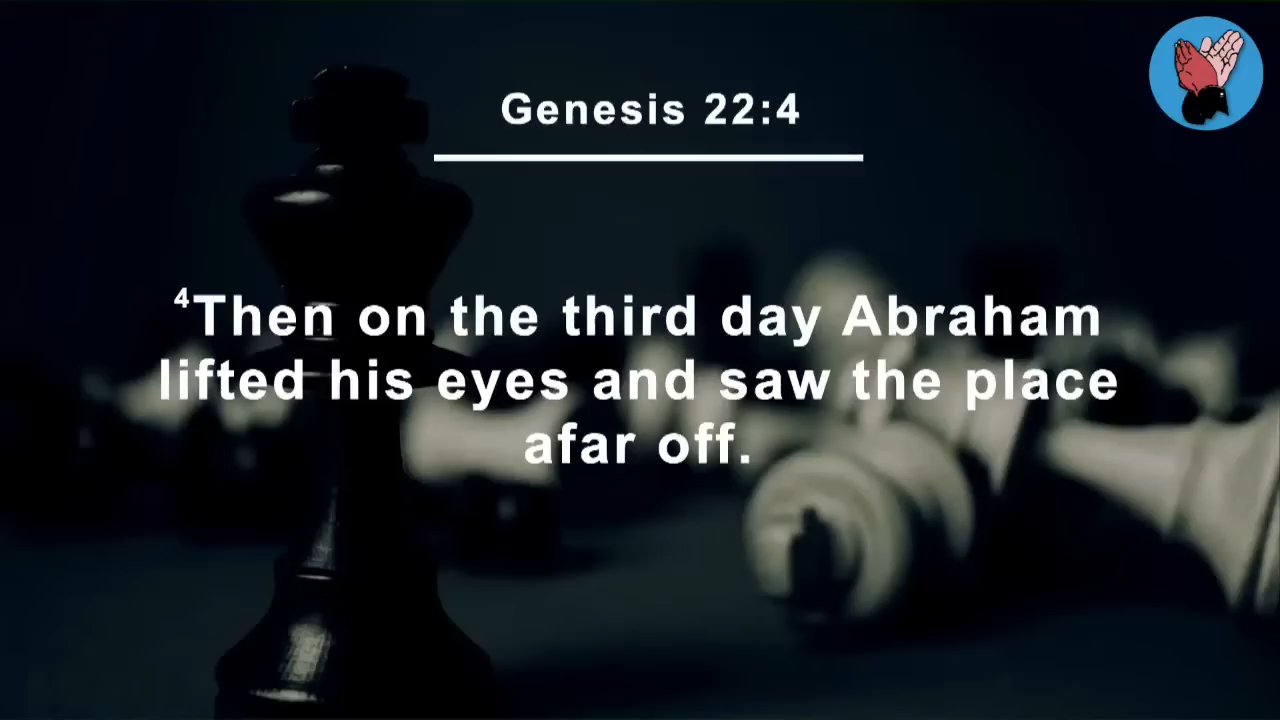 Genesis 22:4
⁴Then on the third day Abraham
lifted his eyes and saw the place
afar off.